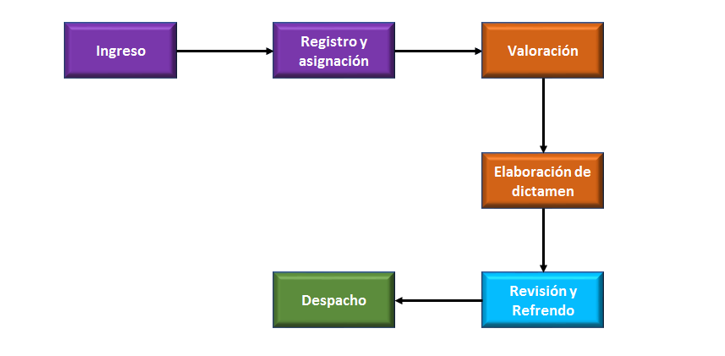 Ingreso
Registro y
asignación
Valoración
Elaboración de
dictamen
Revisión y
Refrendo
Despacho